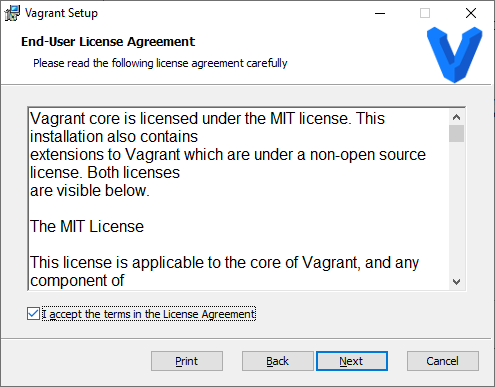 Vagrant Setup
End-User License Agreement
Please read the following license agreement carefully
Vagrant core is licensed under the MIT license. This
installation also contains
extensions to Vagrant which are under a non-open source
license. Both licenses
are visible below.
The MIT License
This license is applicable to the core of Vagrant, and any
component of
I accept the terms in the License Agreement
Print
Back
Next
Cancel